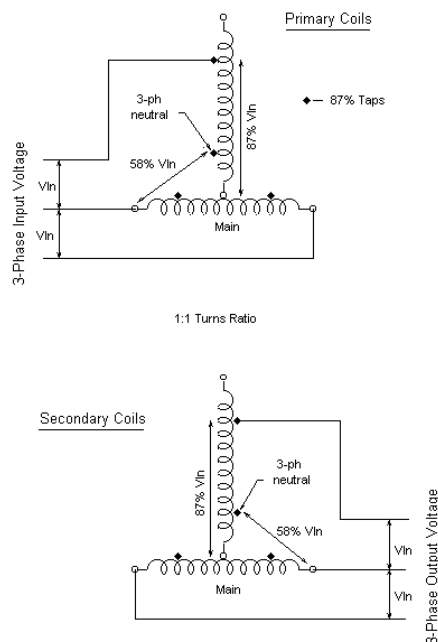 Primary Coils
87% Taps
3-ph
neutral
58% Vln
87% Vln
3-Phase Input Voltage
Vln
Vln
Main
1:1 Turns Ratio
Secondary Coils
3-ph
neutral
87% Vln
58% Vln
Main
Vln
Vln
3-Phase Output Voltage